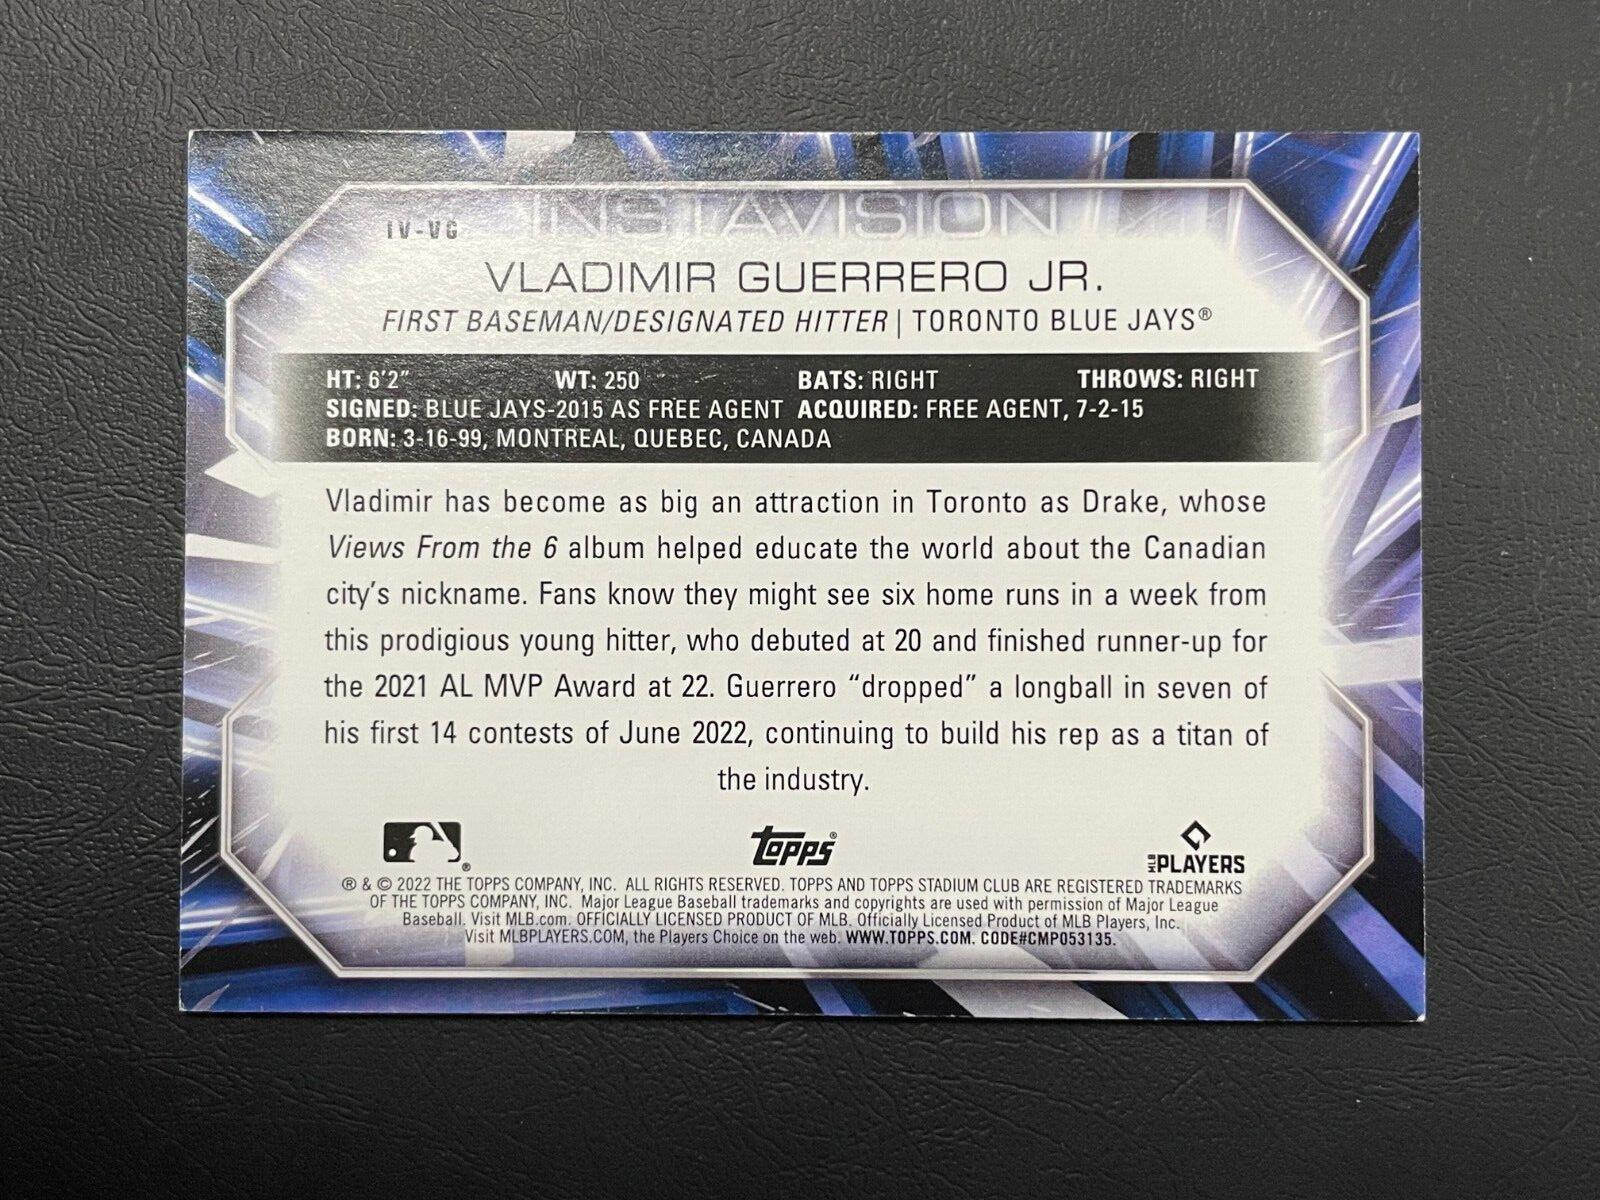 INSTAVISION
IV-VG
VLADIMIR GUERRERO JR.
FIRST BASEMAN/DESIGNATED HITTER | TORONTO BLUE JAYS®
HT: 6'2" WT: 250 BATS: RIGHT THROWS: RIGHT
SIGNED: BLUE JAYS-2015 AS FREE AGENT ACQUIRED: FREE AGENT, 7-2-15
BORN: 3-16-99, MONTREAL, QUEBEC, CANADA
Vladimir has become as big an attraction in Toronto as Drake, whose
Views From the 6 album helped educate the world about the Canadian
city's nickname. Fans know they might see six home runs in a week from
this prodigious young hitter, who debuted at 20 and finished runner-up for
the 2021 AL MVP Award at 22. Guerrero “dropped” a longball in seven of
his first 14 contests of June 2022, continuing to build his rep as a titan of
the industry.
® topps® MLB PLAYERS
® & © 2022 THE TOPPS COMPANY, INC. ALL RIGHTS RESERVED. TOPPS AND TOPPS STADIUM CLUB ARE REGISTERED TRADEMARKS
OF THE TOPPS COMPANY, INC. Major League Baseball trademarks and copyrights are used with permission of Major League
Baseball. Visit MLB.com. OFFICIALLY LICENSED PRODUCT OF MLB. Officially Licensed Product of MLB Players, Inc.
Visit MLBPLAYERS.COM, the Players Choice on the web. WWW.TOPPS.COM. CODE#CMP053135.